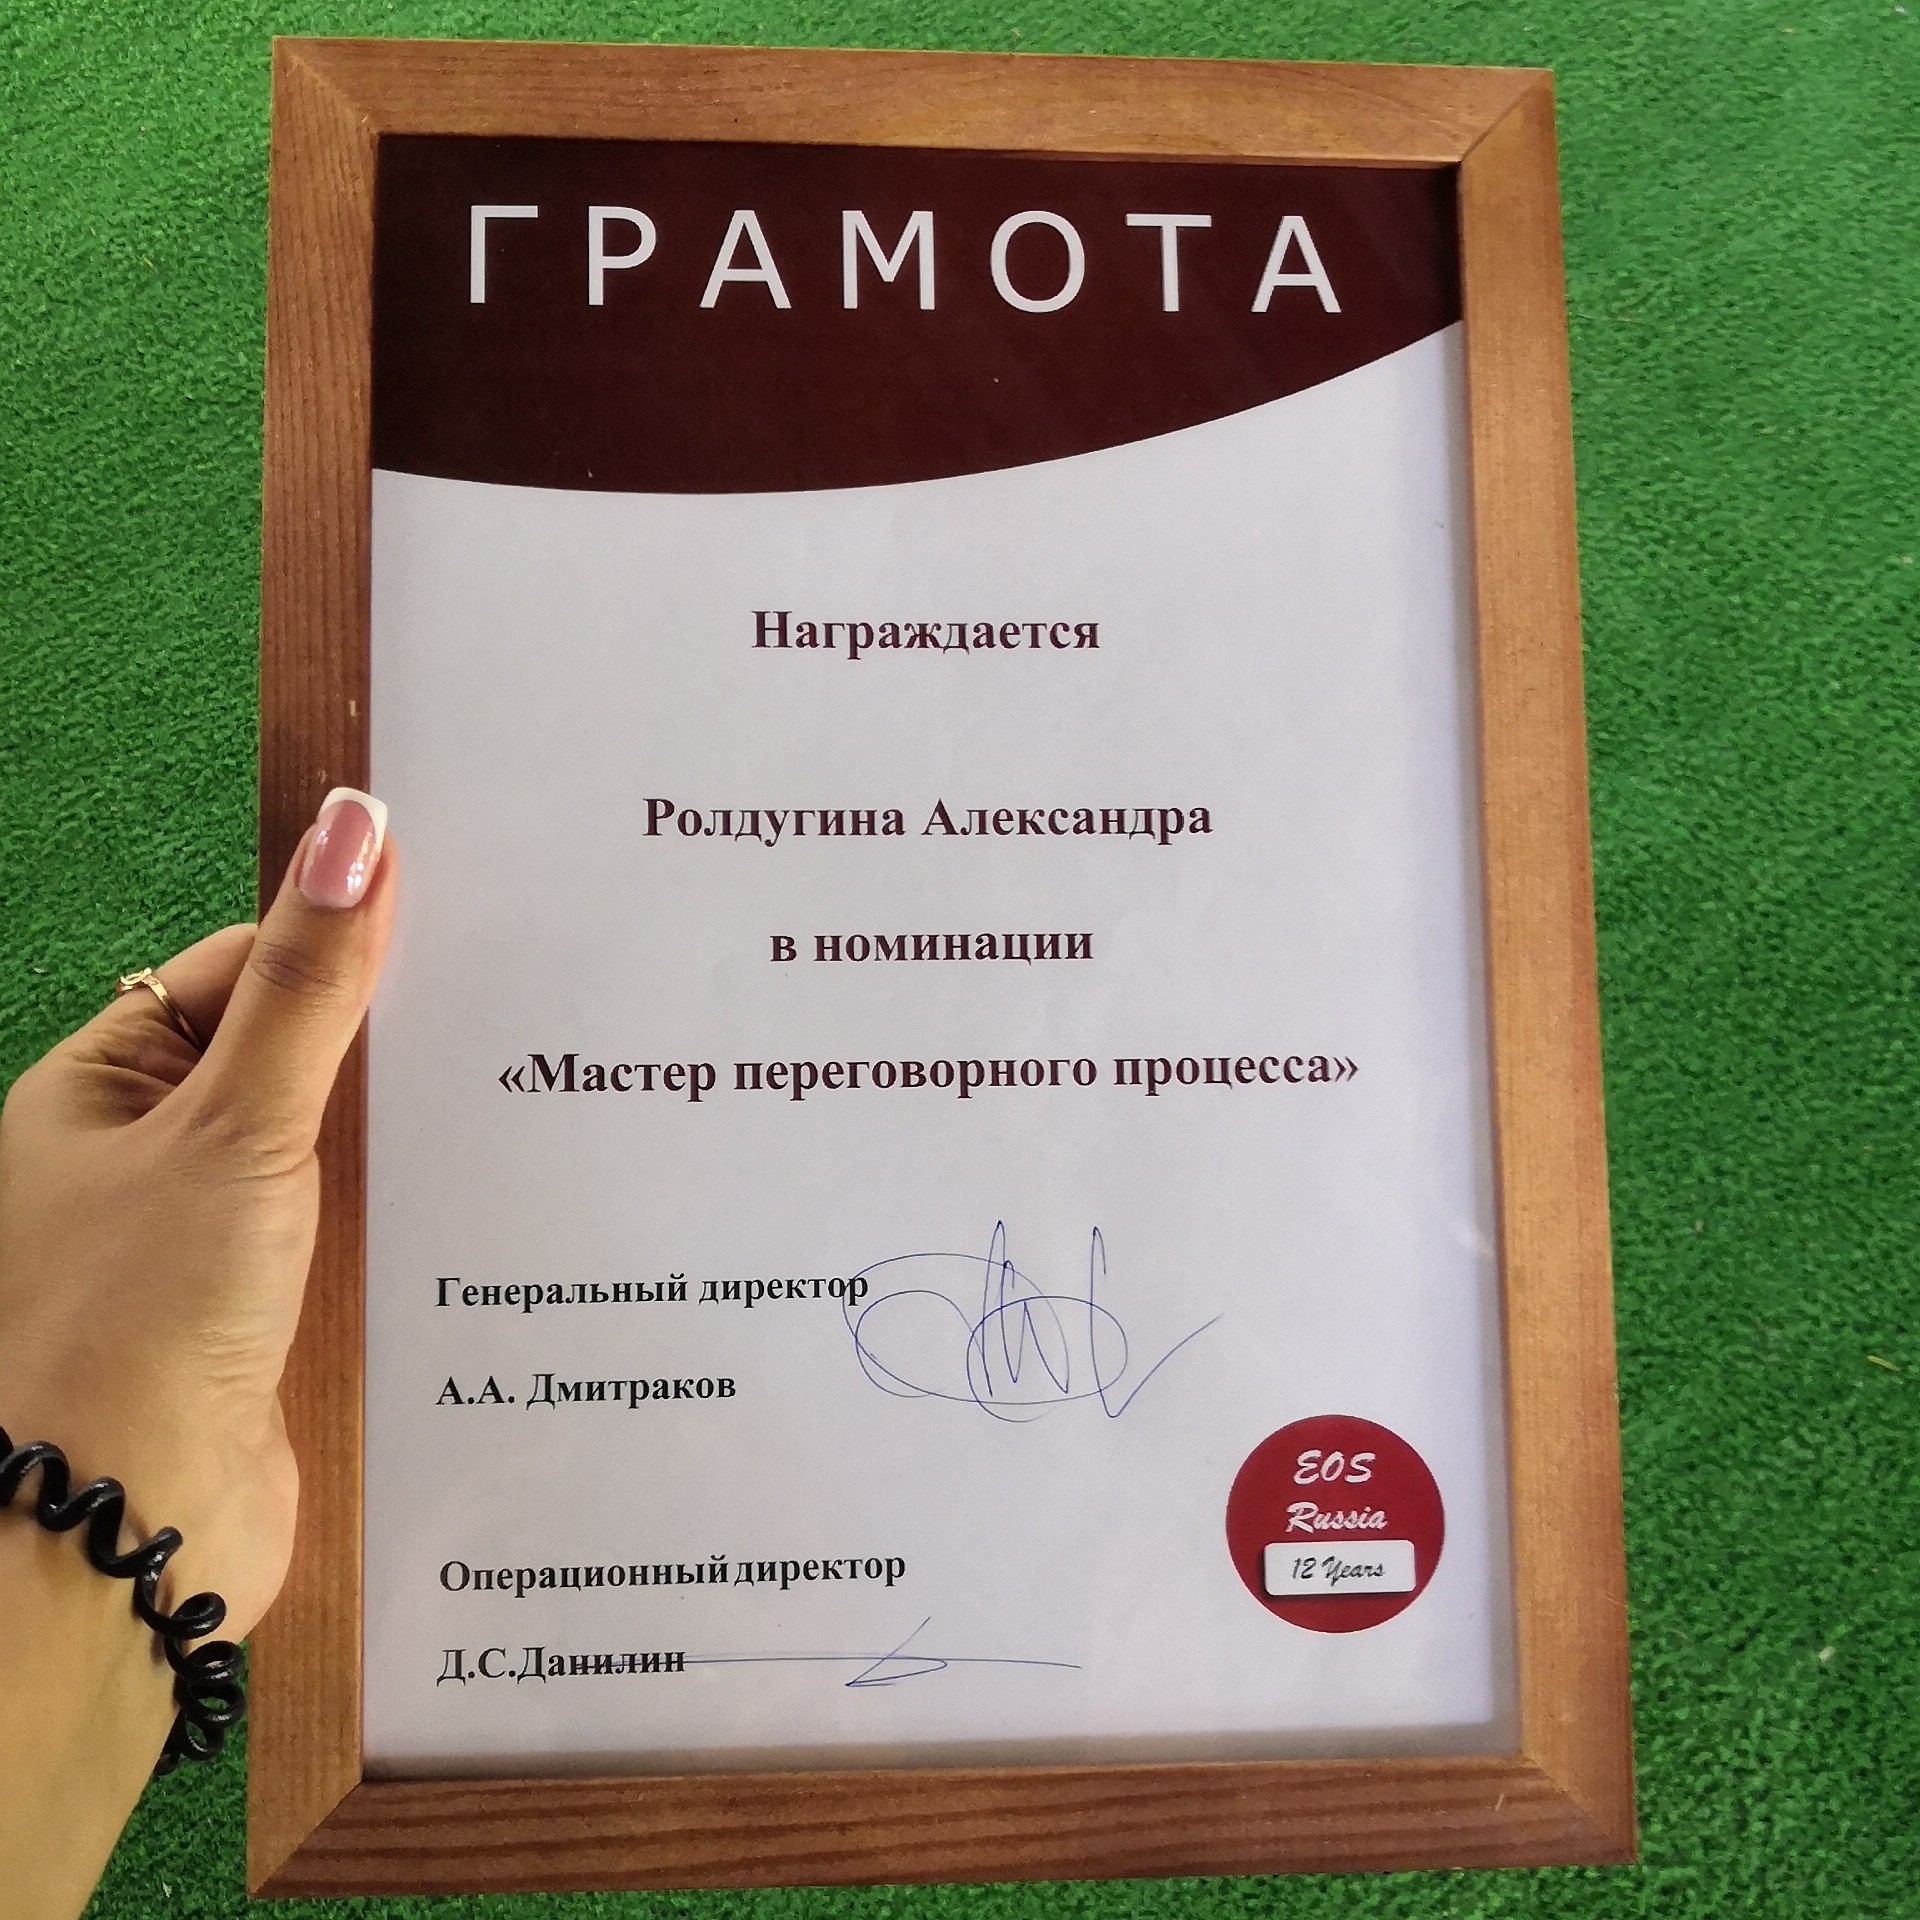 ГРАМОТА
Награждается
Ролдугина Александра
в номинации
«Мастер переговорного процесса»
Генеральный директор
А.А. Дмитраков
Операционный директор
Д.С.Данилин
EOS
Russia
12 Years